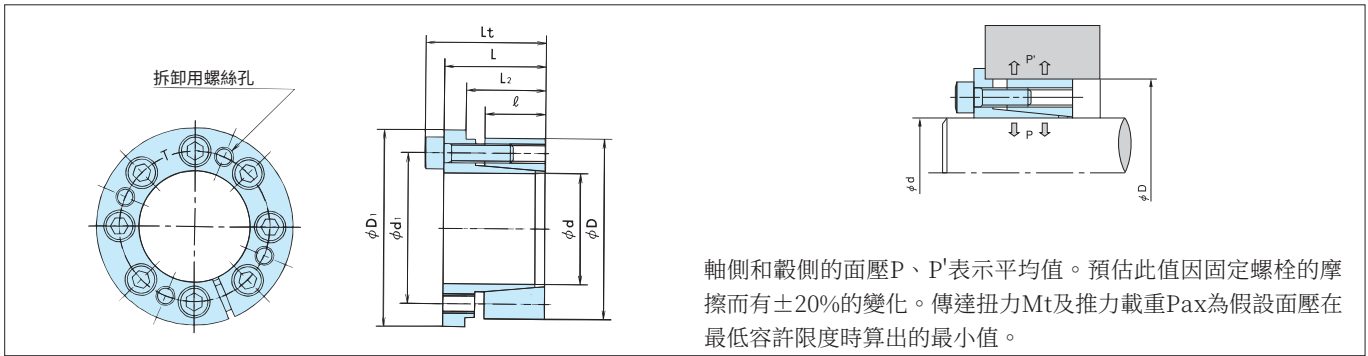 拆卸用螺絲孔
T
Lt
L
L₂
ℓ
φD₁
φd₁
φd
φD
P'
P
φd
φD
軸側和轂側的面壓P、P'表示平均值。預估此值因固定螺栓的摩
擦而有±20%的變化。傳達扭力Mt及推力載重Pax為假設面壓在
最低容許限度時算出的最小值。